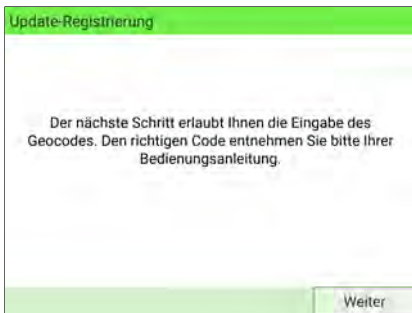 Update-Registrierung
Der nächste Schritt erlaubt Ihnen die Eingabe des
Geocodes. Den richtigen Code entnehmen Sie bitte Ihrer
Bedienungsanleitung.
Weiter